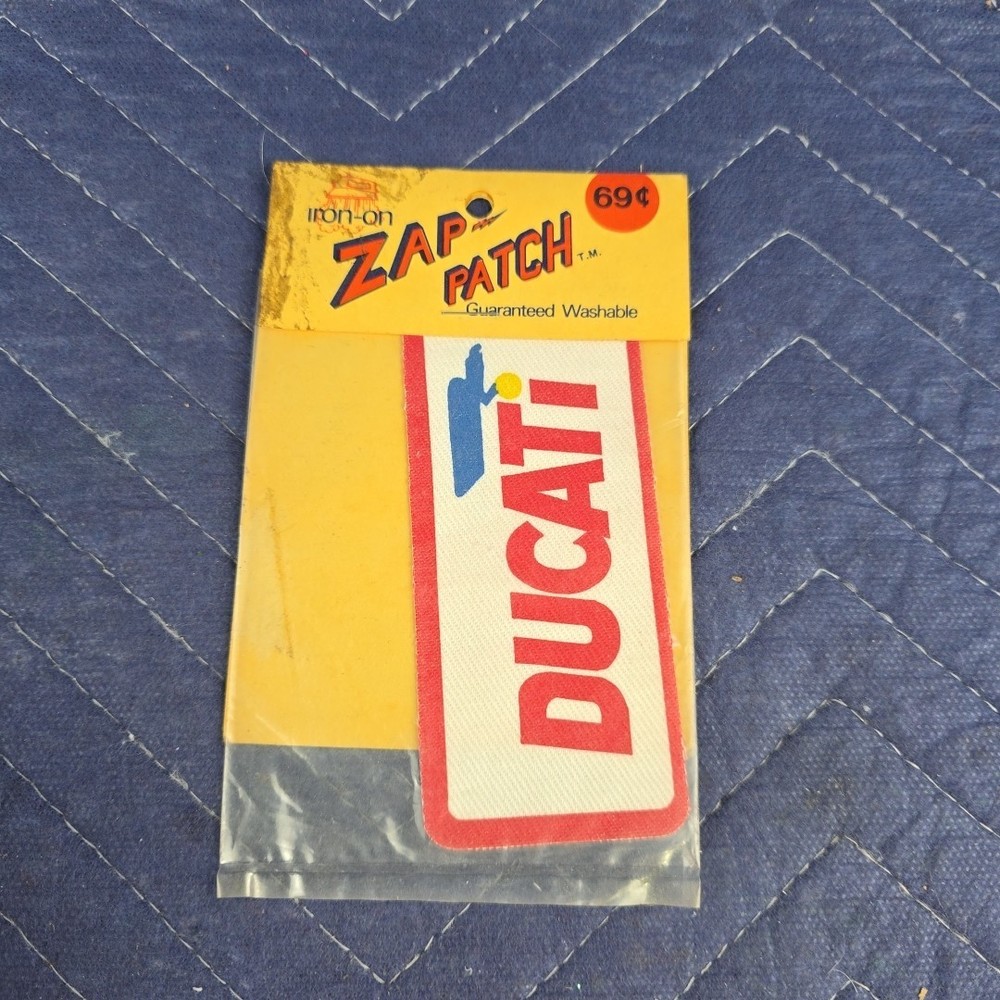 69¢
iron-on
ZAP
PATCH T.M.
Guaranteed Washable
DUCATI